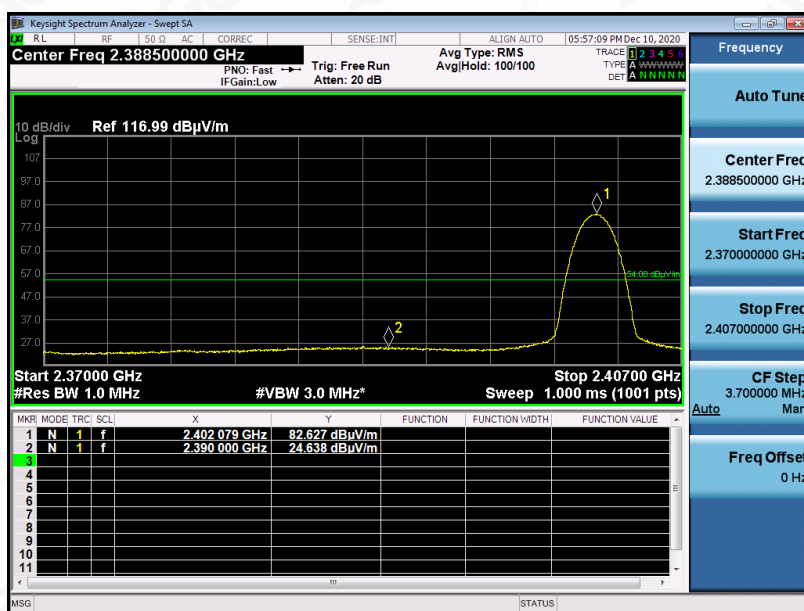 Keysight Spectrum Analyzer - Swept SA
LXI RL RF 50 Ω AC CORREC SENSE:INT ALIGN AUTO 05:57:09 PM Dec 10, 2020
Center Freq 2.388500000 GHz
PNO: Fast
IFGain:Low
Trig: Free Run
Atten: 20 dB
Avg Type: RMS
Avg|Hold: 100/100
TRACE 1 2 3 4 5 6
TYPE A WWWWW
DET A N N N N N
Frequency
Auto Tune
Center Freq
2.388500000 GHz
Start Freq
2.370000000 GHz
Stop Freq
2.407000000 GHz
CF Step
3.700000 MHz
Auto Man
Freq Offset
0 Hz
10 dB/div Ref 116.99 dBµV/m
Log
107
97.0
87.0
77.0
67.0
57.0
47.0
37.0
27.0
1
54.00 dBµV/m
2
Start 2.37000 GHz Stop 2.40700 GHz
#Res BW 1.0 MHz #VBW 3.0 MHz* Sweep 1.000 ms (1001 pts)
MKR MODE TRC SCL X Y FUNCTION FUNCTION WIDTH FUNCTION VALUE
1 N 1 f 2.402 079 GHz 82.627 dBµV/m
2 N 1 f 2.390 000 GHz 24.638 dBµV/m
3
4
5
6
7
8
9
10
11
MSG STATUS